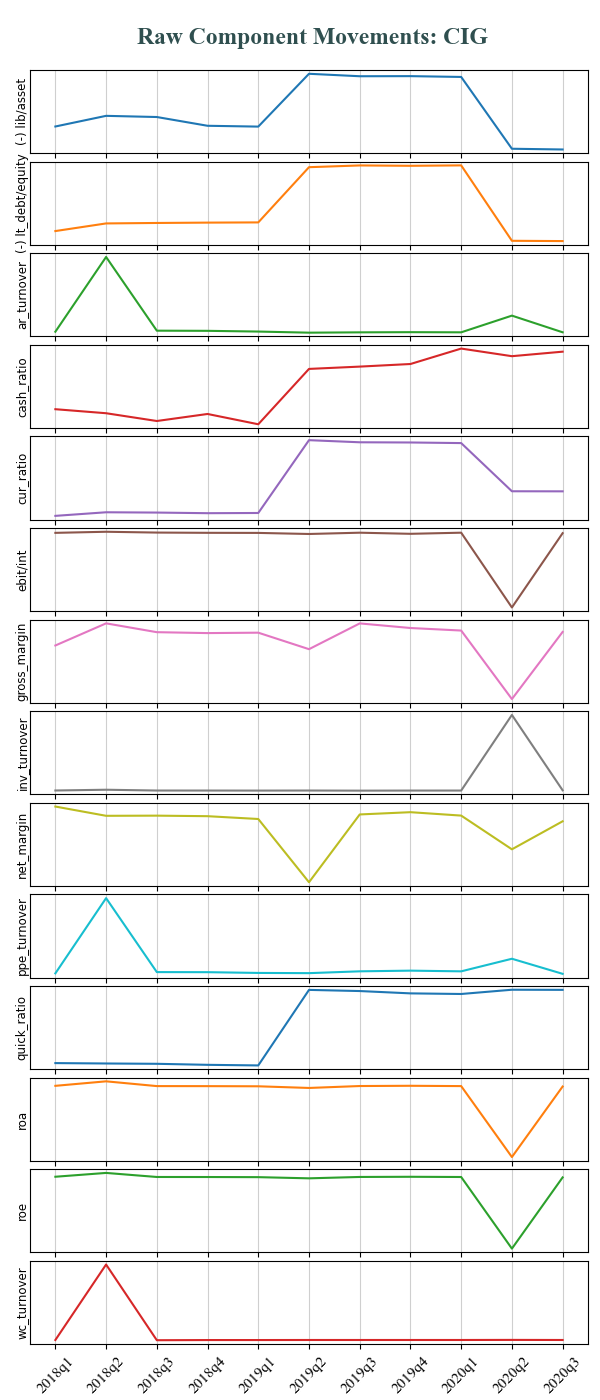 Raw Component Movements: CIG
(-) lib/asset
(-) lt_debt/equity
ar_turnover
cash_ratio
cur_ratio
ebit/int
gross_margin
inv_turnover
net_margin
ppe_turnover
quick_ratio
roa
roe
wc_turnover
2018q1 2018q2 2018q3 2018q4 2019q1 2019q2 2019q3 2019q4 2020q1 2020q2 2020q3